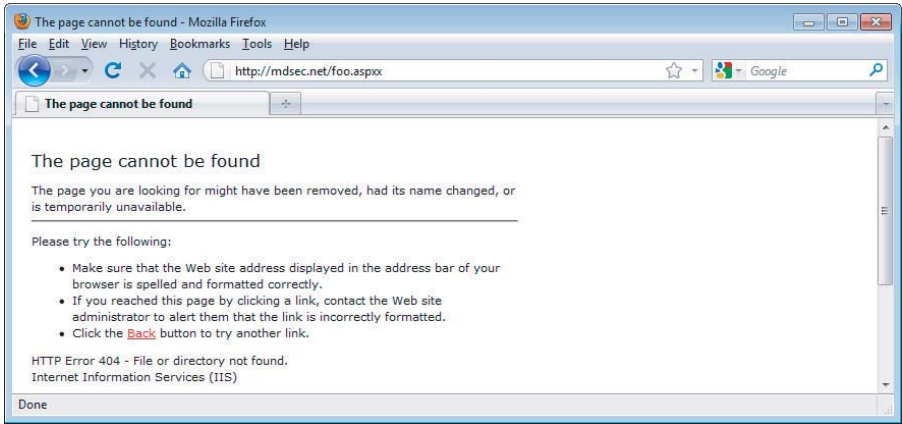 The page cannot be found - Mozilla Firefox
File Edit View History Bookmarks Tools Help
http://mdsec.net/foo.aspxx
Google
The page cannot be found
The page cannot be found
The page you are looking for might have been removed, had its name changed, or
is temporarily unavailable.
Please try the following:
• Make sure that the Web site address displayed in the address bar of your
browser is spelled and formatted correctly.
• If you reached this page by clicking a link, contact the Web site
administrator to alert them that the link is incorrectly formatted.
• Click the Back button to try another link.
HTTP Error 404 - File or directory not found.
Internet Information Services (IIS)
Done